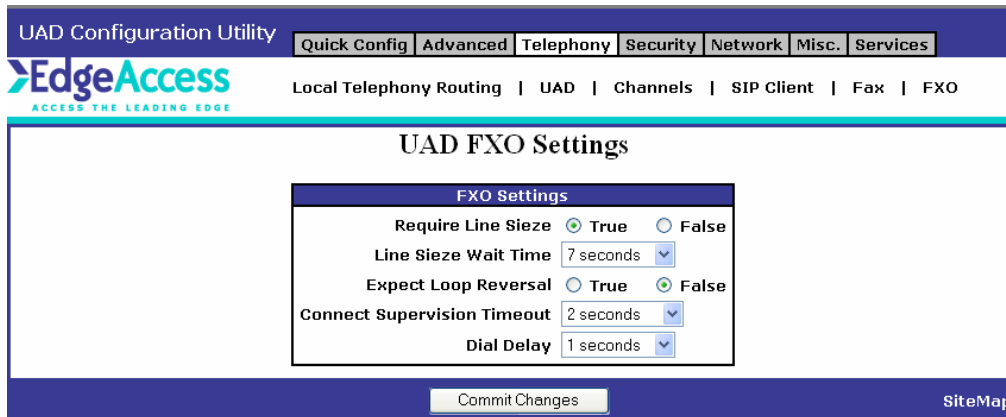 UAD Configuration Utility
Quick Config Advanced Telephony Security Network Misc. Services
EdgeAccess
ACCESS THE LEADING EDGE
Local Telephony Routing | UAD | Channels | SIP Client | Fax | FXO
UAD FXO Settings
FXO Settings
Require Line Sieze True False
Line Sieze Wait Time 7 seconds
Expect Loop Reversal True False
Connect Supervision Timeout 2 seconds
Dial Delay 1 seconds
Commit Changes
SiteMap